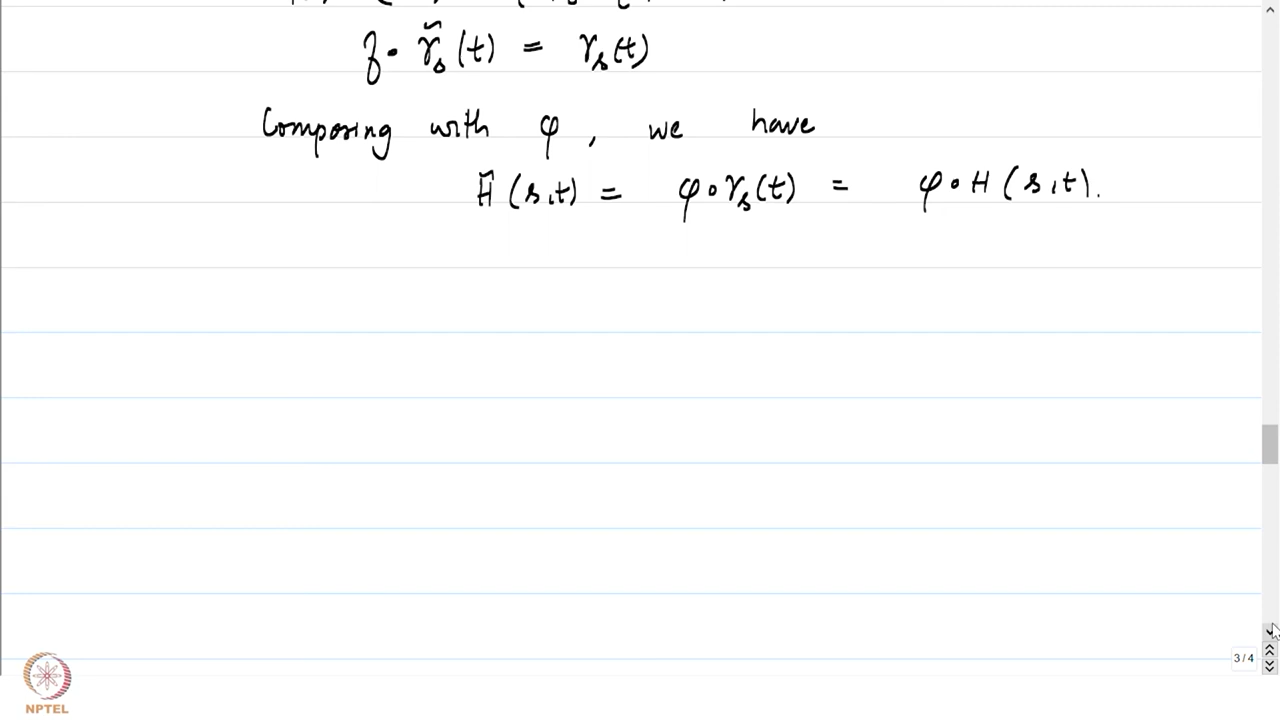 f ∘ γ̃ₛ(t) = γₛ(t)
Composing with φ, we have
H̃(s,t) = φ∘γₛ(t) = φ∘H(s,t).
3 / 4
NPTEL